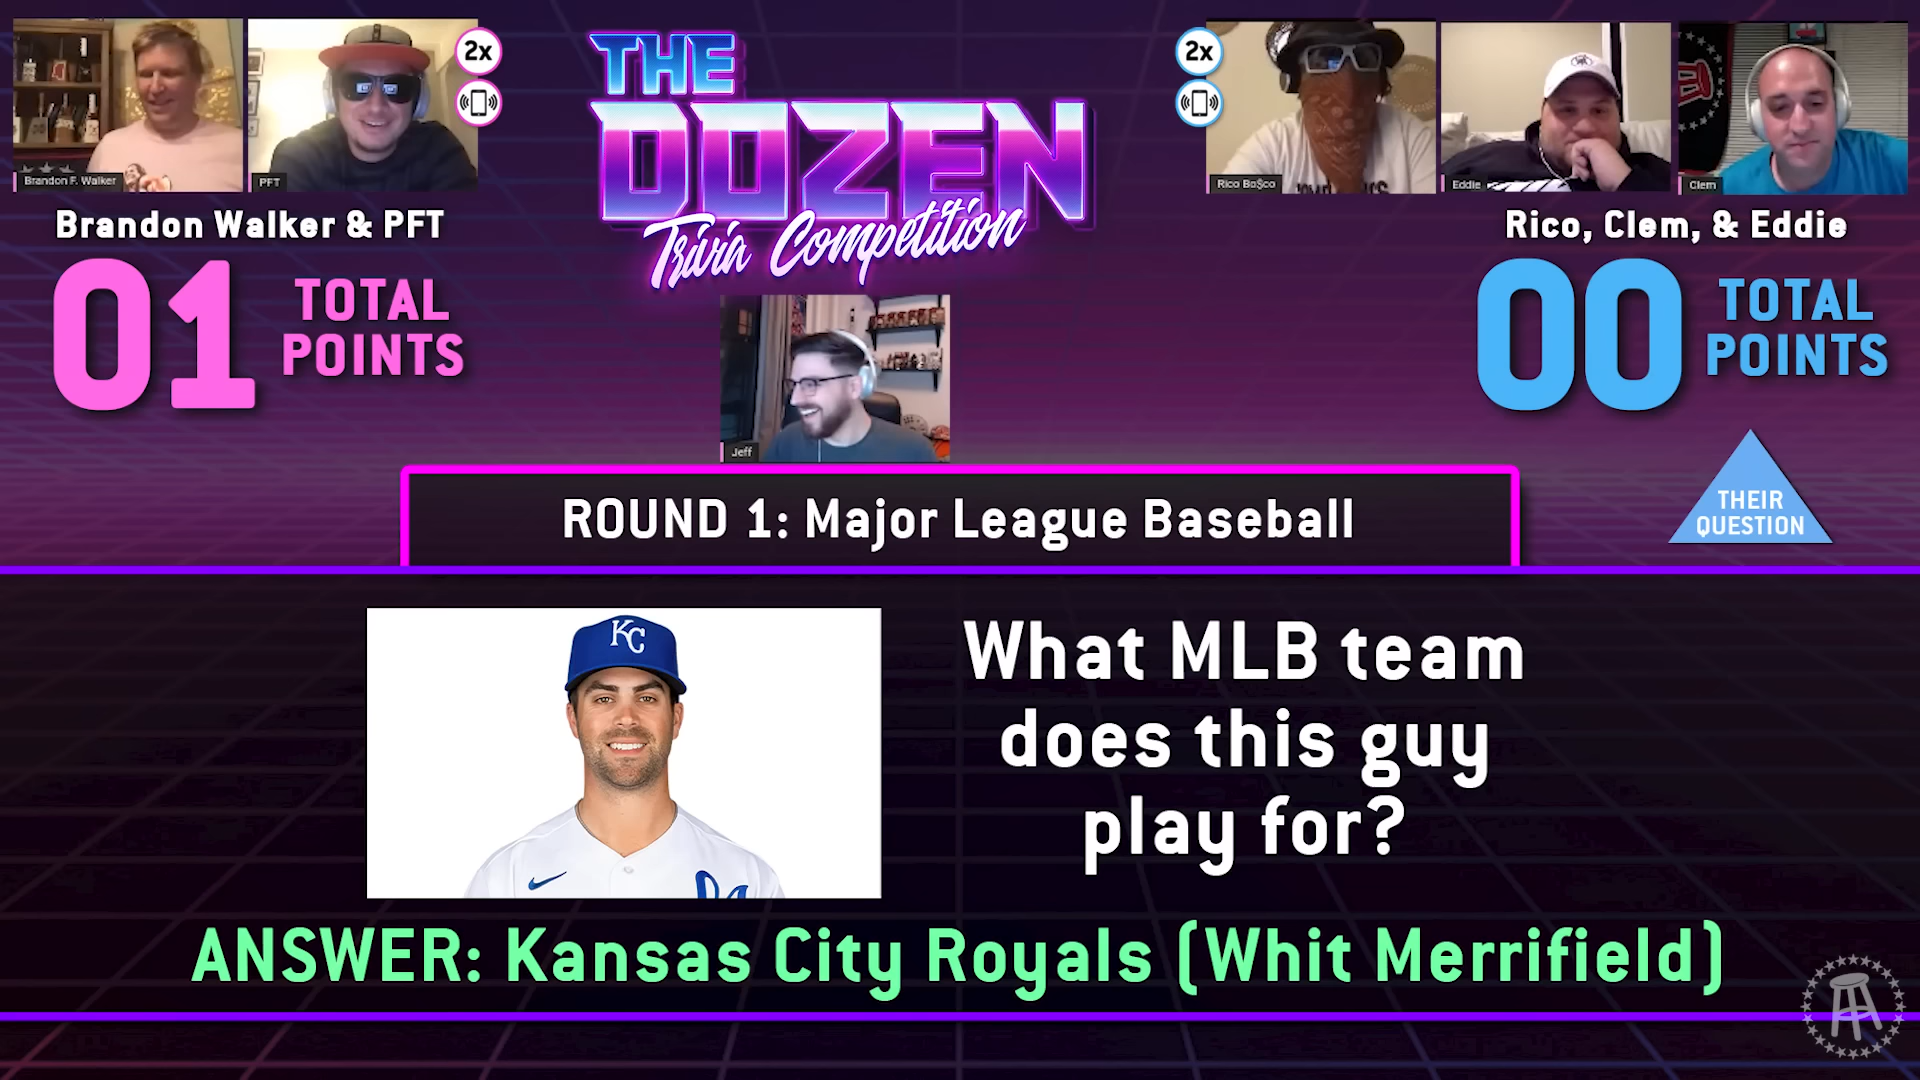 THE
DOZEN
Trivia Competition
2x
2x
Brandon F. Walker
PFT
Rico Bo$co
Eddie
Clem
Brandon Walker & PFT
Rico, Clem, & Eddie
01
TOTAL
POINTS
00
TOTAL
POINTS
Jeff
THEIR
QUESTION
ROUND 1: Major League Baseball
KC
What MLB team
does this guy
play for?
ANSWER: Kansas City Royals (Whit Merrifield)